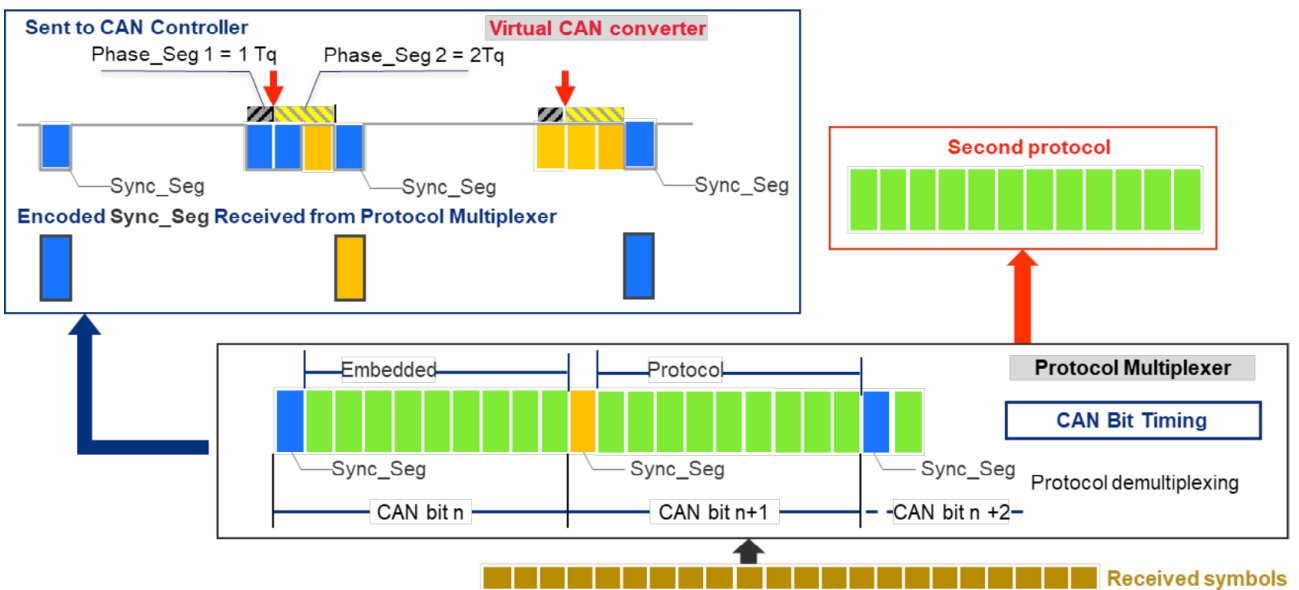 Sent to CAN Controller
Virtual CAN converter
Phase_Seg 1 = 1 Tq
Phase_Seg 2 = 2Tq
Sync_Seg
Sync_Seg
Sync_Seg
Encoded Sync_Seg Received from Protocol Multiplexer
Second protocol
Embedded
Protocol
Protocol Multiplexer
CAN Bit Timing
Sync_Seg
Sync_Seg
Sync_Seg
Protocol demultiplexing
CAN bit n
CAN bit n+1
CAN bit n +2
Received symbols